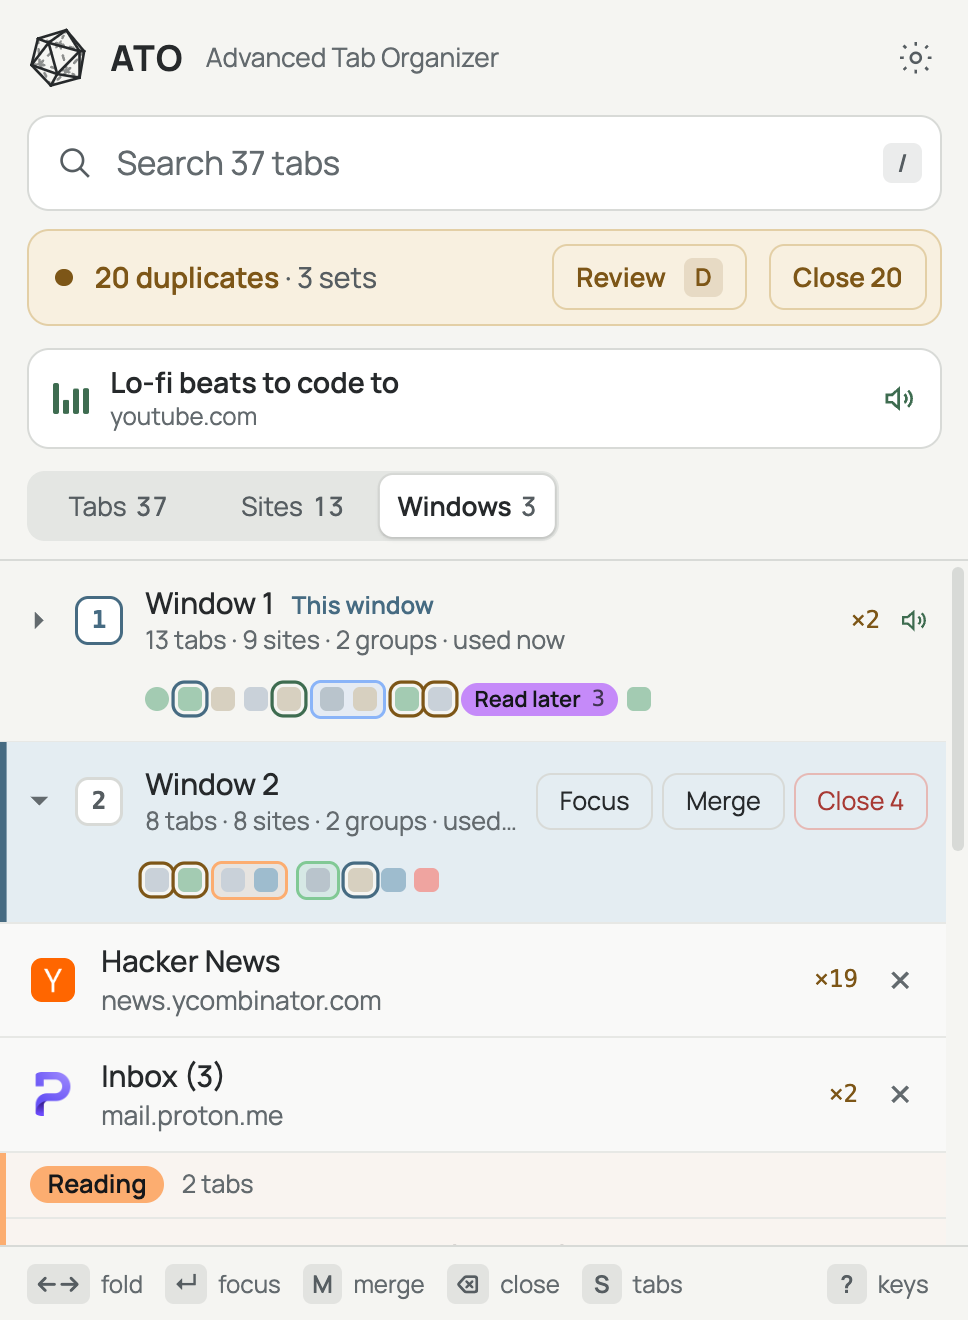 ATO Advanced Tab Organizer
Search 37 tabs /
20 duplicates · 3 sets Review D Close 20
Lo-fi beats to code to
youtube.com
Tabs 37 Sites 13 Windows 3
1 Window 1 This window ×2
13 tabs · 9 sites · 2 groups · used now
Read later 3
2 Window 2 Focus Merge Close 4
8 tabs · 8 sites · 2 groups · used...
Y Hacker News ×19
news.ycombinator.com
Inbox (3) ×2
mail.proton.me
Reading 2 tabs
←→ fold ↵ focus M merge ⌫ close S tabs ? keys